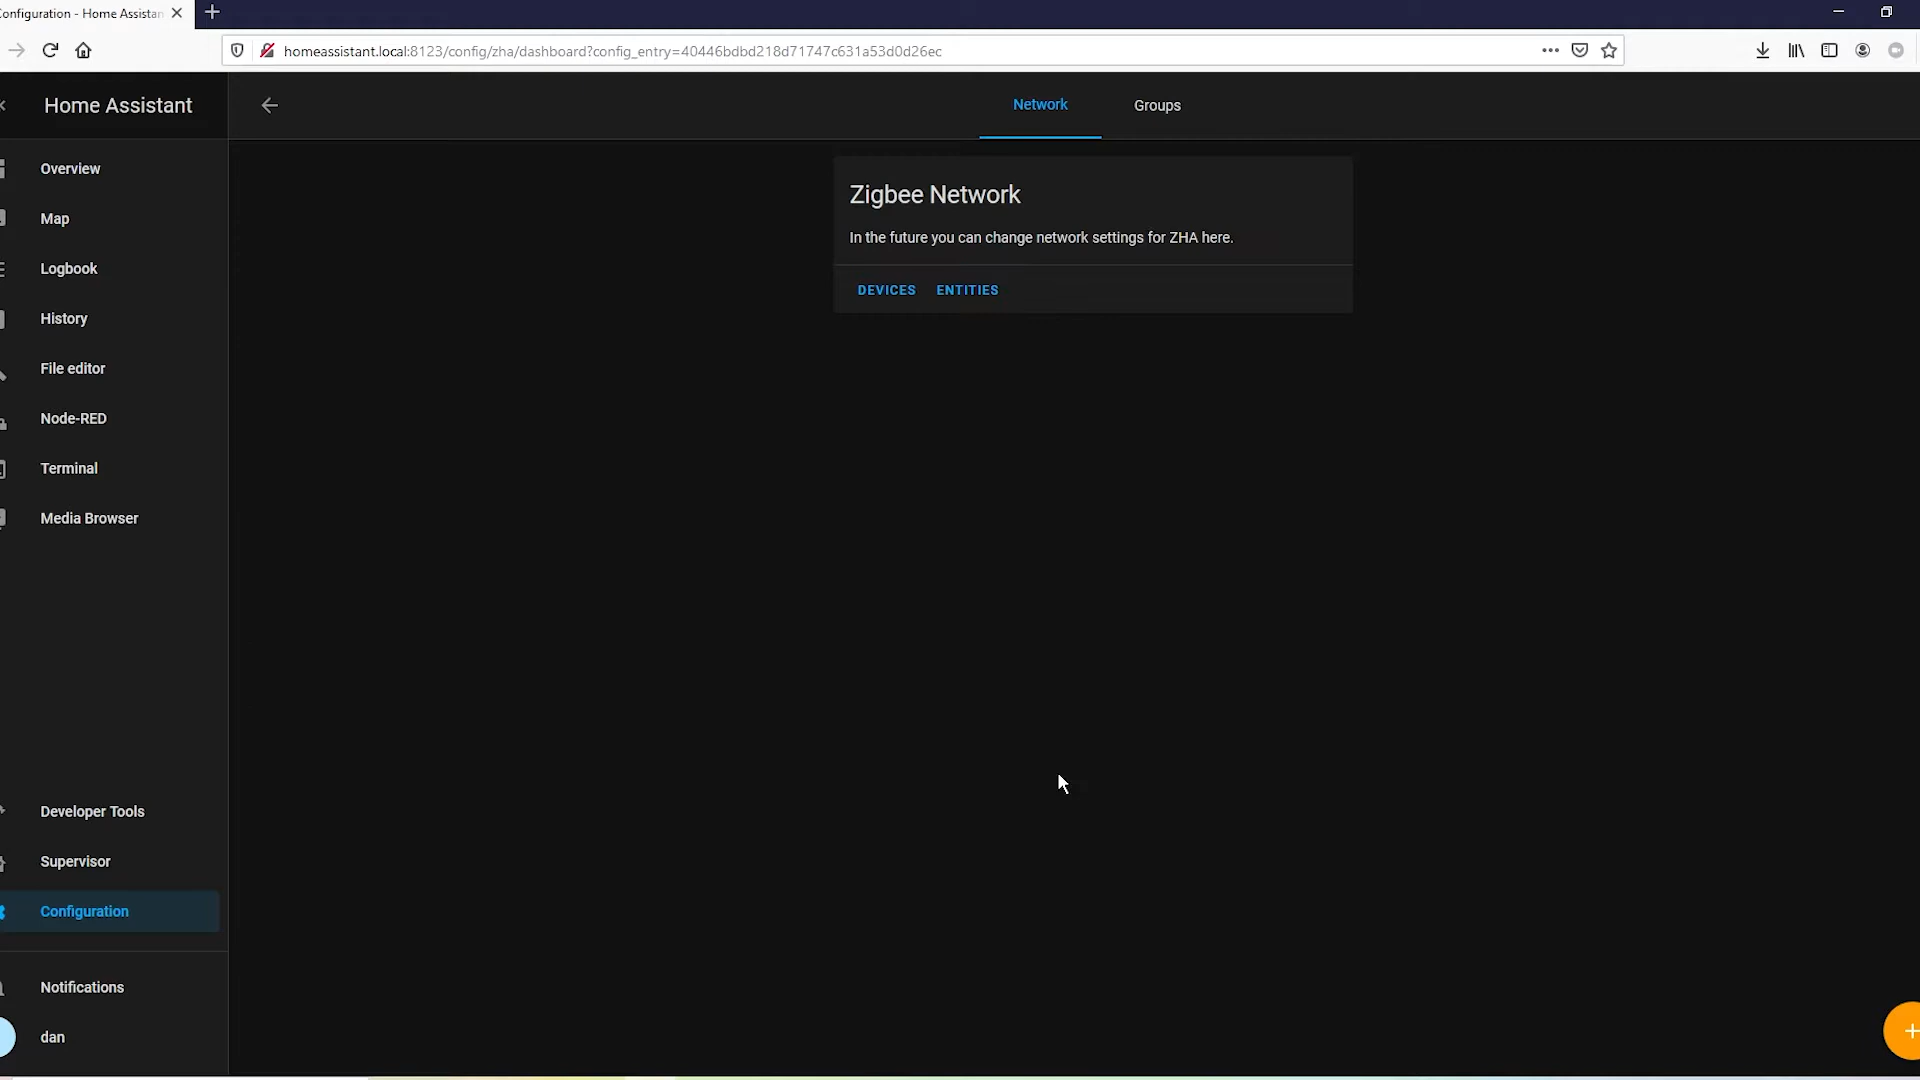 onfiguration - Home Assistan
homeassistant.local:8123/config/zha/dashboard?config_entry=40446bdbd218d71747c631a53d0d26ec
Home Assistant
Network
Groups
Overview
Map
Logbook
History
File editor
Node-RED
Terminal
Media Browser
Developer Tools
Supervisor
Configuration
Notifications
dan
Zigbee Network
In the future you can change network settings for ZHA here.
DEVICES ENTITIES